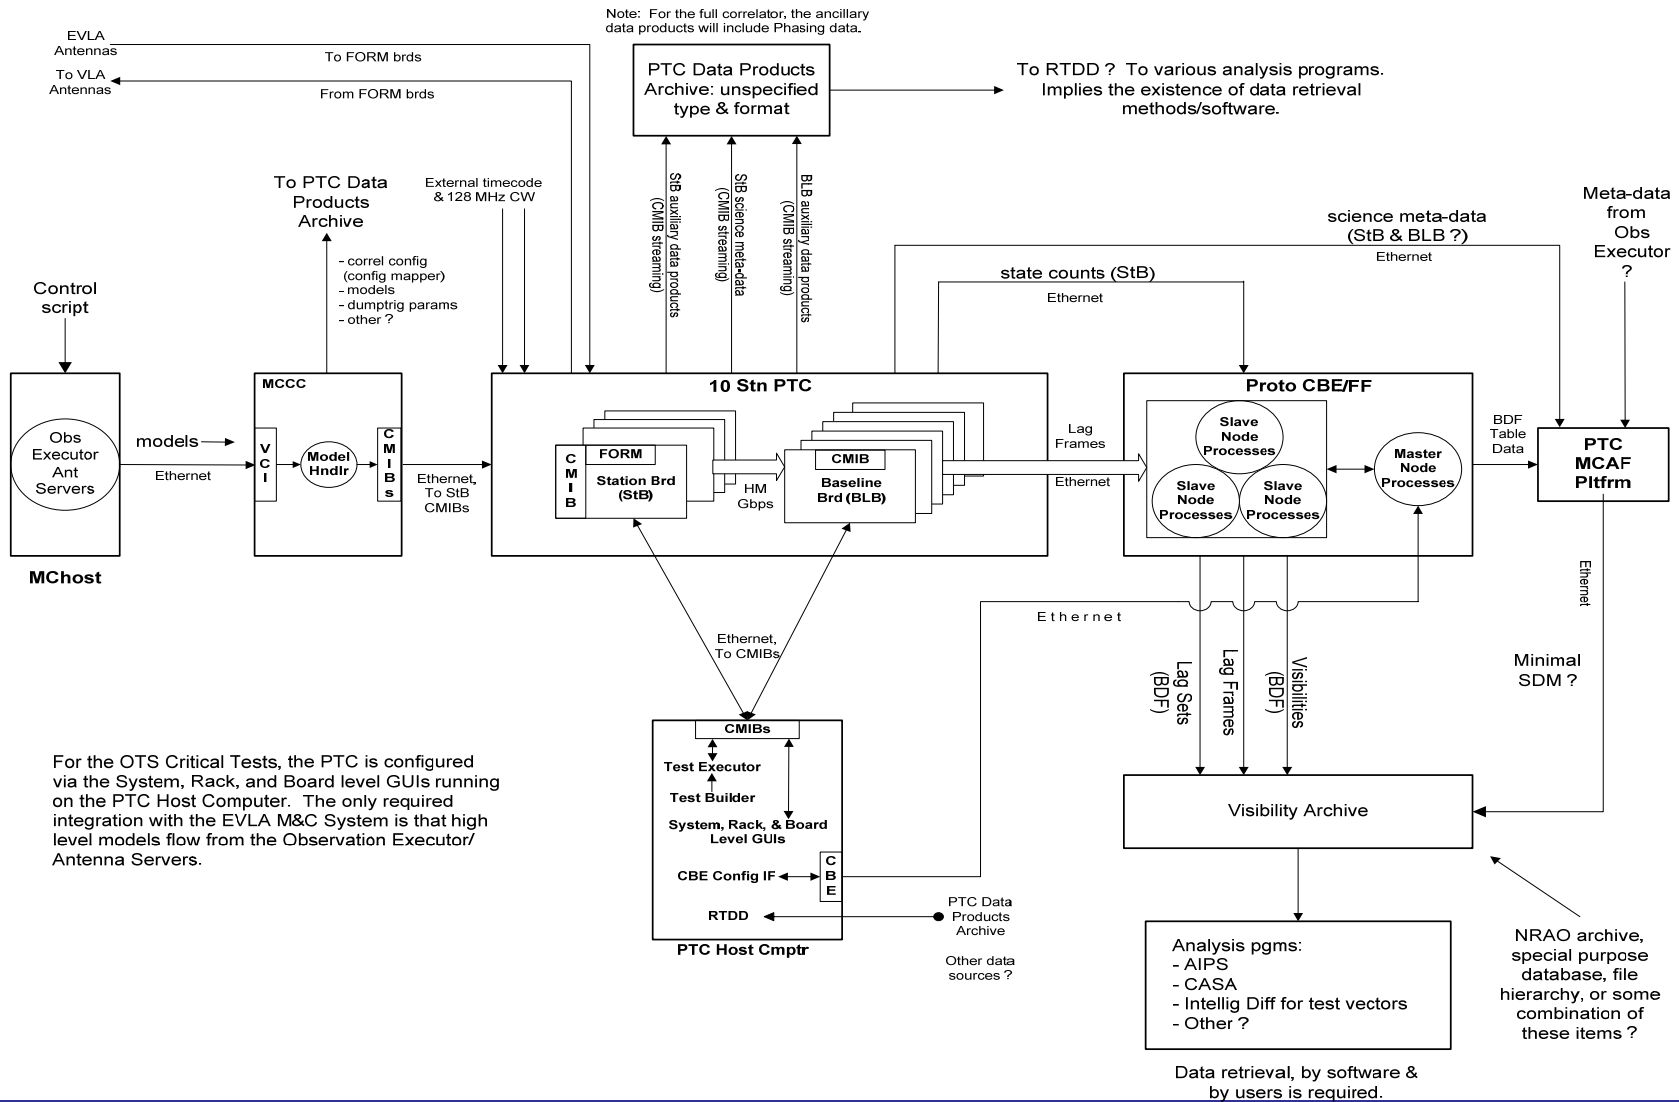 Note: For the full correlator, the ancillary
data products will include Phasing data.
EVLA
Antennas
To FORM brds
To VLA
Antennas
From FORM brds
PTC Data Products
Archive: unspecified
type & format
To RTDD ? To various analysis programs.
Implies the existence of data retrieval
methods/software.
To PTC Data
Products
Archive
External timecode
& 128 MHz CW
StB auxiliary data products
(CMIB streaming)
StB science meta-data
(CMIB streaming)
BLB auxiliary data products
(CMIB streaming)
science meta-data
(StB & BLB ?)
Ethernet
Meta-data
from
Obs
Executor
?
state counts (StB)
Ethernet
- correl config
(config mapper)
- models
- dumptrig params
- other ?
Control
script
Obs
Executor
Ant
Servers
MChost
models
Ethernet
MCCC
VCI
Model
Hndlr
CMIBs
Ethernet,
To StB
CMIBs
10 Stn PTC
CMIB
FORM
Station Brd
(StB)
HM
Gbps
CMIB
Baseline
Brd (BLB)
Lag
Frames
Ethernet
Proto CBE/FF
Slave
Node
Processes
Slave
Node
Processes
Slave
Node
Processes
Master
Node
Processes
BDF
Table
Data
PTC
MCAF
Pltfrm
Ethernet
Minimal
SDM ?
Ethernet
Ethernet,
To CMIBs
Lag Sets
(BDF)
Lag Frames
Visibilities
(BDF)
CMIBs
Test Executor
Test Builder
System, Rack, & Board
Level GUIs
CBE Config IF
CBE
RTDD
PTC Host Cmptr
PTC Data
Products
Archive
Other data
sources ?
For the OTS Critical Tests, the PTC is configured
via the System, Rack, and Board level GUIs running
on the PTC Host Computer. The only required
integration with the EVLA M&C System is that high
level models flow from the Observation Executor/
Antenna Servers.
Visibility Archive
Analysis pgms:
- AIPS
- CASA
- Intellig Diff for test vectors
- Other ?
Data retrieval, by software &
by users is required.
NRAO archive,
special purpose
database, file
hierarchy, or some
combination of
these items ?